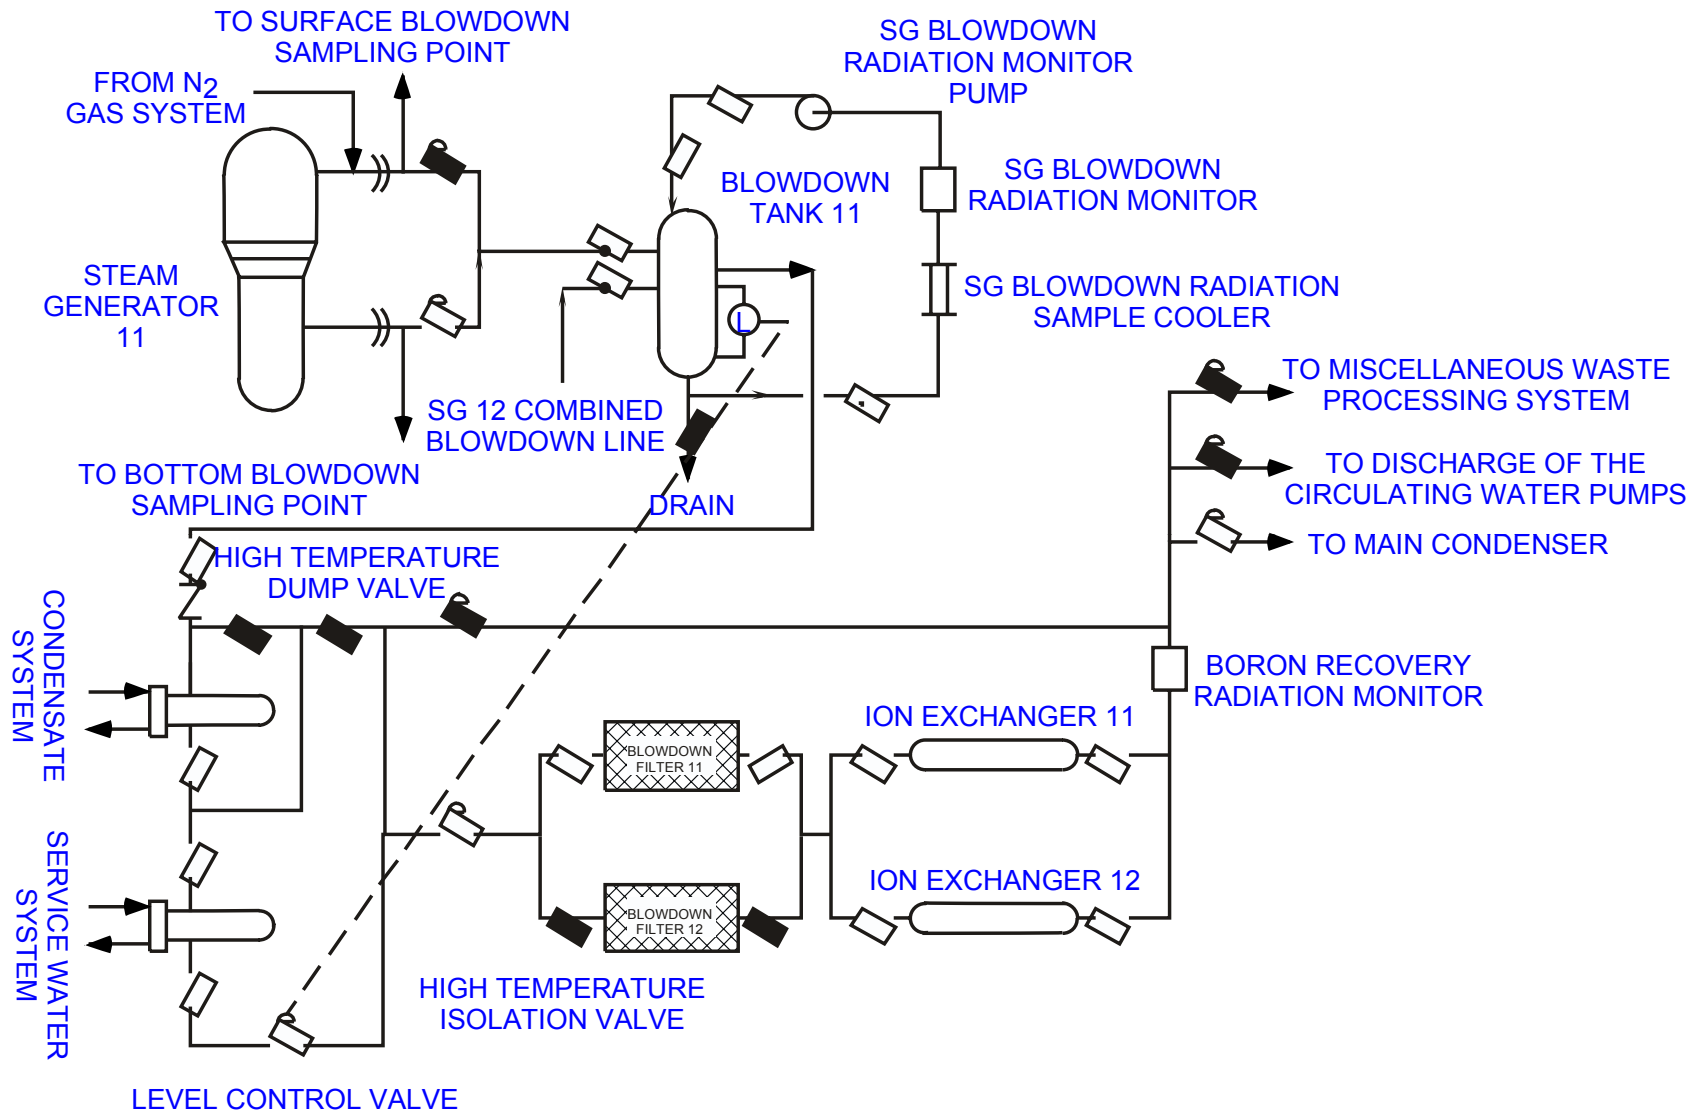 TO SURFACE BLOWDOWN
SAMPLING POINT
FROM N2
GAS SYSTEM
SG BLOWDOWN
RADIATION MONITOR
PUMP
SG BLOWDOWN
RADIATION MONITOR
BLOWDOWN
TANK 11
STEAM
GENERATOR
11
L
SG BLOWDOWN RADIATION
SAMPLE COOLER
SG 12 COMBINED
BLOWDOWN LINE
TO MISCELLANEOUS WASTE
PROCESSING SYSTEM
TO BOTTOM BLOWDOWN
SAMPLING POINT
DRAIN
TO DISCHARGE OF THE
CIRCULATING WATER PUMPS
TO MAIN CONDENSER
HIGH TEMPERATURE
DUMP VALVE
CONDENSATE
SYSTEM
BORON RECOVERY
RADIATION MONITOR
BLOWDOWN
FILTER 11
ION EXCHANGER 11
SERVICE WATER
SYSTEM
BLOWDOWN
FILTER 12
ION EXCHANGER 12
HIGH TEMPERATURE
ISOLATION VALVE
LEVEL CONTROL VALVE